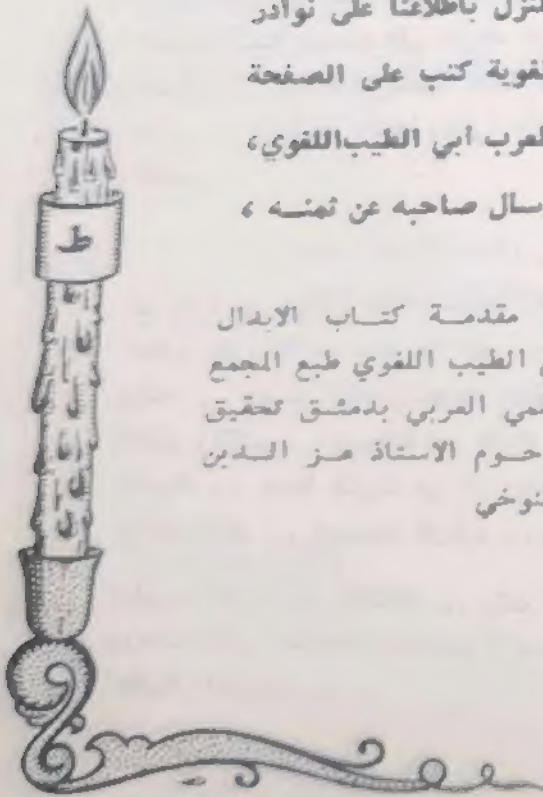 لنزل باطلاعنا على نوادر
لغوية كتب على الصفحة
لعرب أبي الطيب اللغوي،
سال صاحبه عن ثمنه ،
ط
مقدمة كتاب الابدال
الطيب اللغوي طبع المجمع
مي العربي بدمشق تحقيق
حوم الاستاذ عز الدين
نوخي